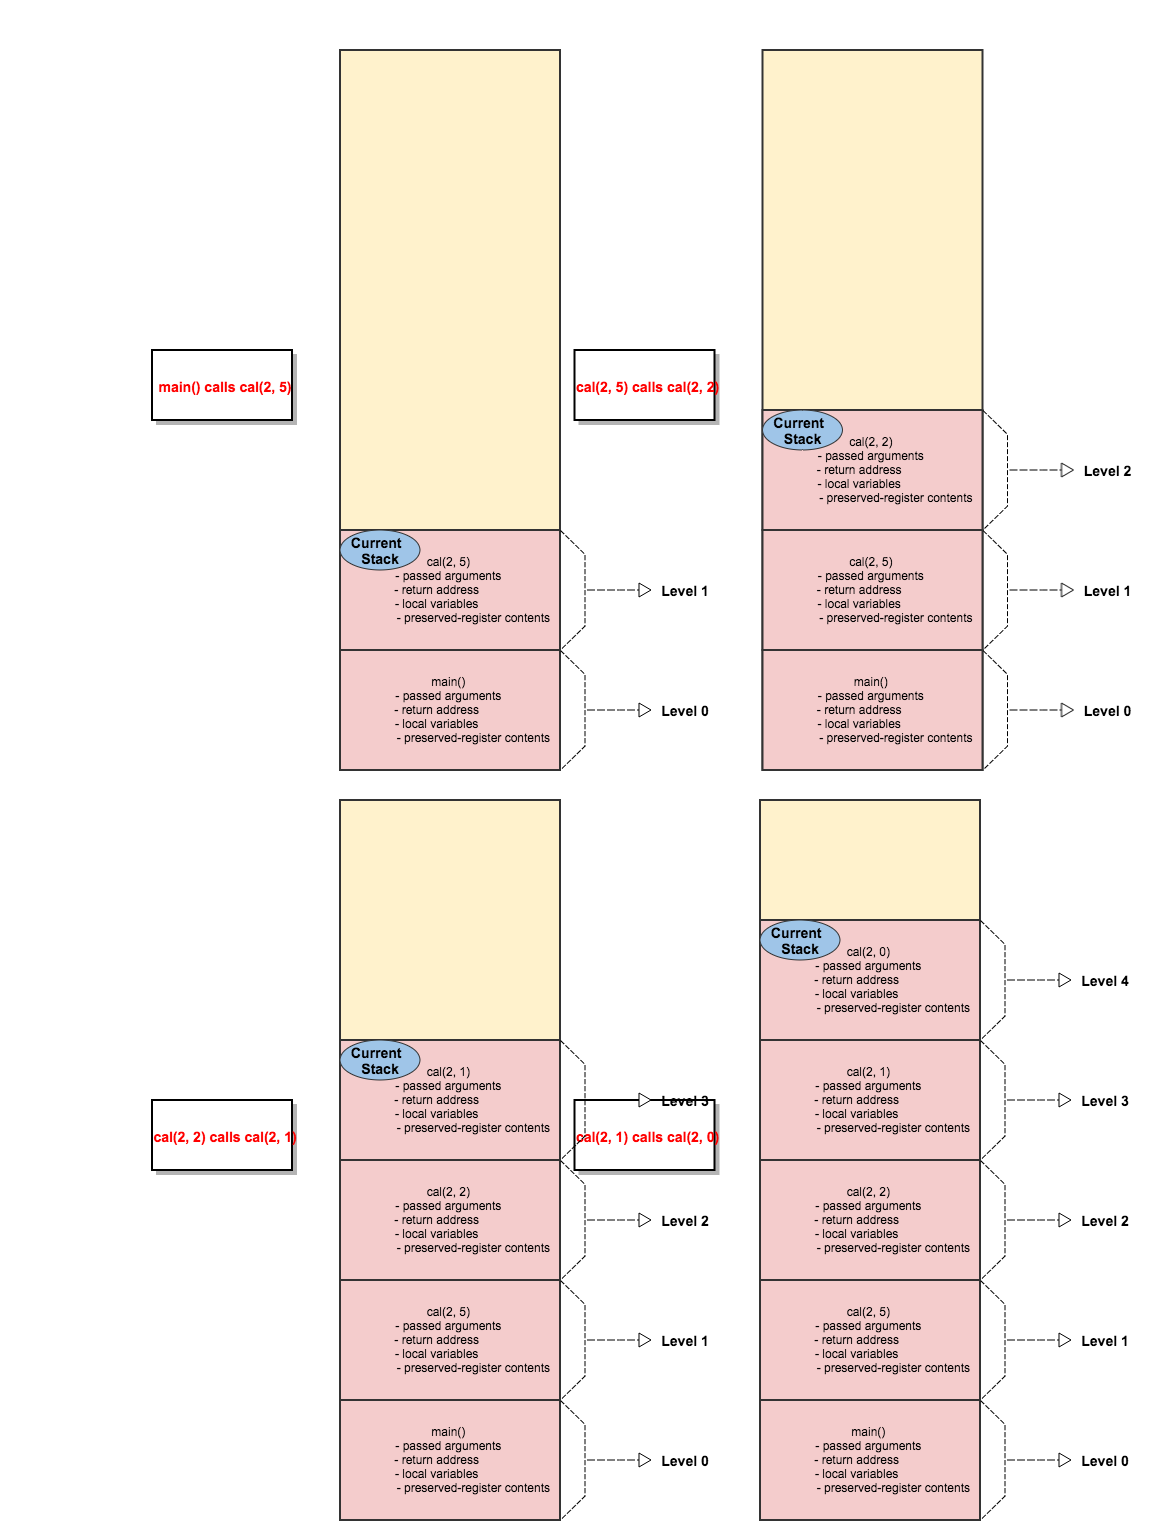 main() calls cal(2, 5)
Current
Stack
cal(2, 5)
- passed arguments
- return address
- local variables
- preserved-register contents
Level 1
main()
- passed arguments
- return address
- local variables
- preserved-register contents
Level 0
cal(2, 5) calls cal(2, 2)
Current
Stack
cal(2, 2)
- passed arguments
- return address
- local variables
- preserved-register contents
Level 2
cal(2, 5)
- passed arguments
- return address
- local variables
- preserved-register contents
Level 1
main()
- passed arguments
- return address
- local variables
- preserved-register contents
Level 0
cal(2, 2) calls cal(2, 1)
Current
Stack
cal(2, 1)
- passed arguments
- return address
- local variables
- preserved-register contents
Level 3
cal(2, 2)
- passed arguments
- return address
- local variables
- preserved-register contents
Level 2
cal(2, 5)
- passed arguments
- return address
- local variables
- preserved-register contents
Level 1
main()
- passed arguments
- return address
- local variables
- preserved-register contents
Level 0
cal(2, 1) calls cal(2, 0)
Current
Stack
cal(2, 0)
- passed arguments
- return address
- local variables
- preserved-register contents
Level 4
cal(2, 1)
- passed arguments
- return address
- local variables
- preserved-register contents
Level 3
cal(2, 2)
- passed arguments
- return address
- local variables
- preserved-register contents
Level 2
cal(2, 5)
- passed arguments
- return address
- local variables
- preserved-register contents
Level 1
main()
- passed arguments
- return address
- local variables
- preserved-register contents
Level 0